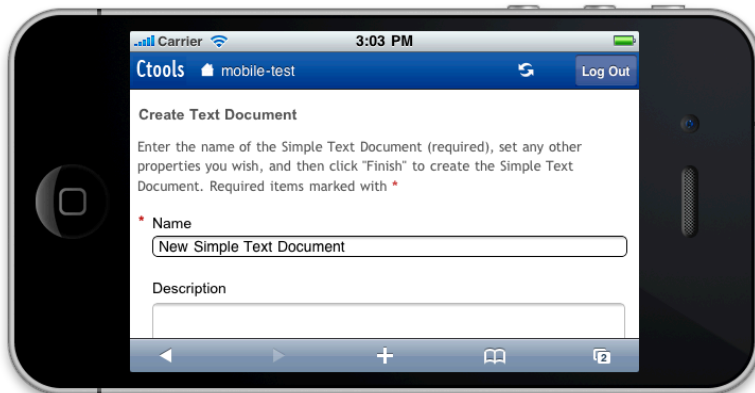 Carrier 3:03 PM
Ctools mobile-test Log Out
Create Text Document
Enter the name of the Simple Text Document (required), set any other
properties you wish, and then click "Finish" to create the Simple Text
Document. Required items marked with *
* Name
New Simple Text Document
Description
2